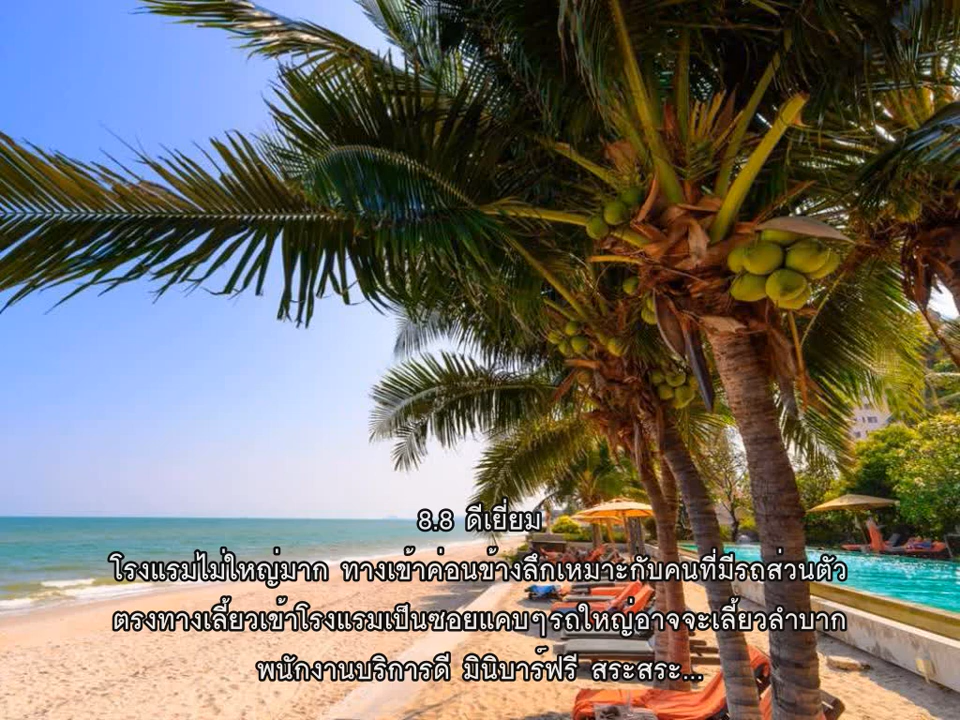 8.8 ดีเยี่ยม
โรงแรมไม่ใหญ่มาก ทางเข้าค่อนข้างลึกเหมาะกับคนที่มีรถส่วนตัว
ตรงทางเลี้ยวเข้าโรงแรมเป็นซอยแคบๆรถใหญ่อาจจะเลี้ยวลำบาก
พนักงานบริการดี มินิบาร์ฟรี สระสระ...